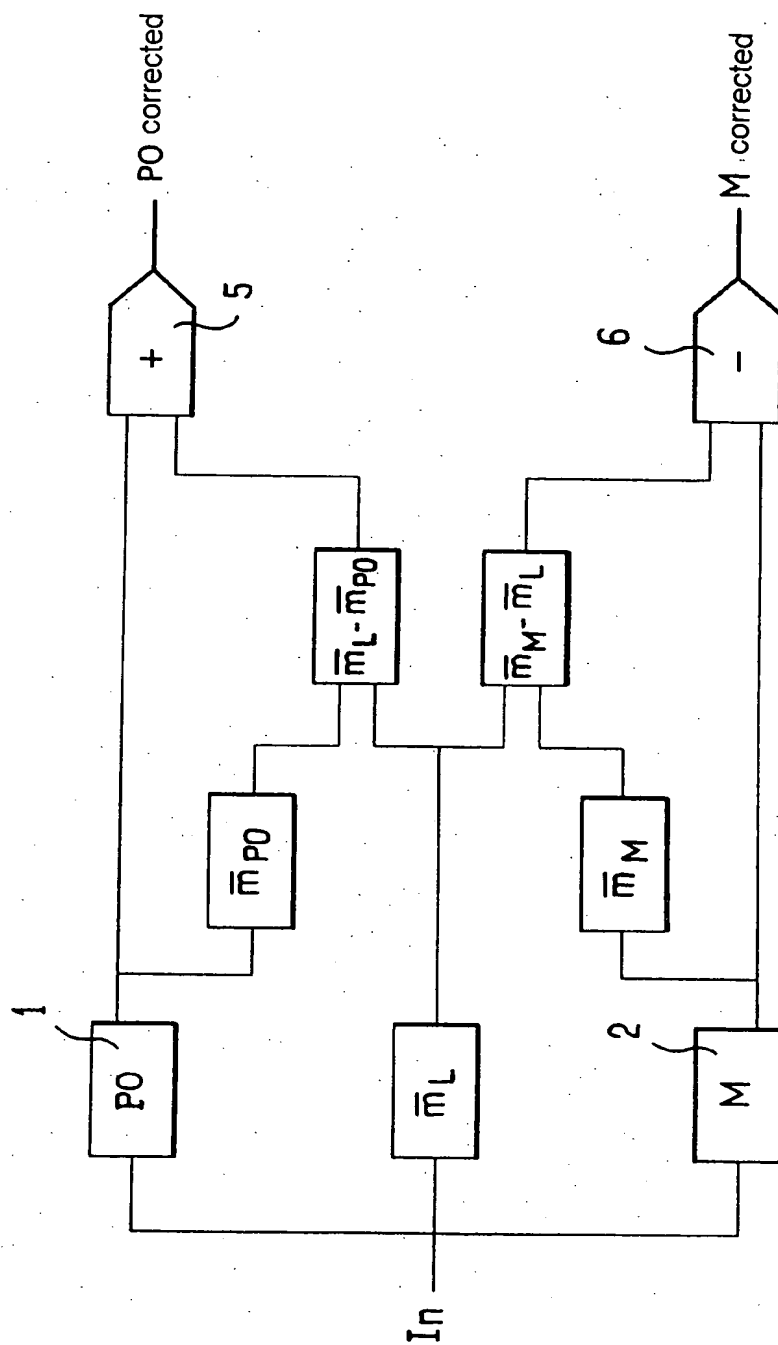 In
PO
1
m̅L
M
2
m̅PO
m̅M
m̅L - m̅PO
m̅M - m̅L
+
5
-
6
PO corrected
M corrected